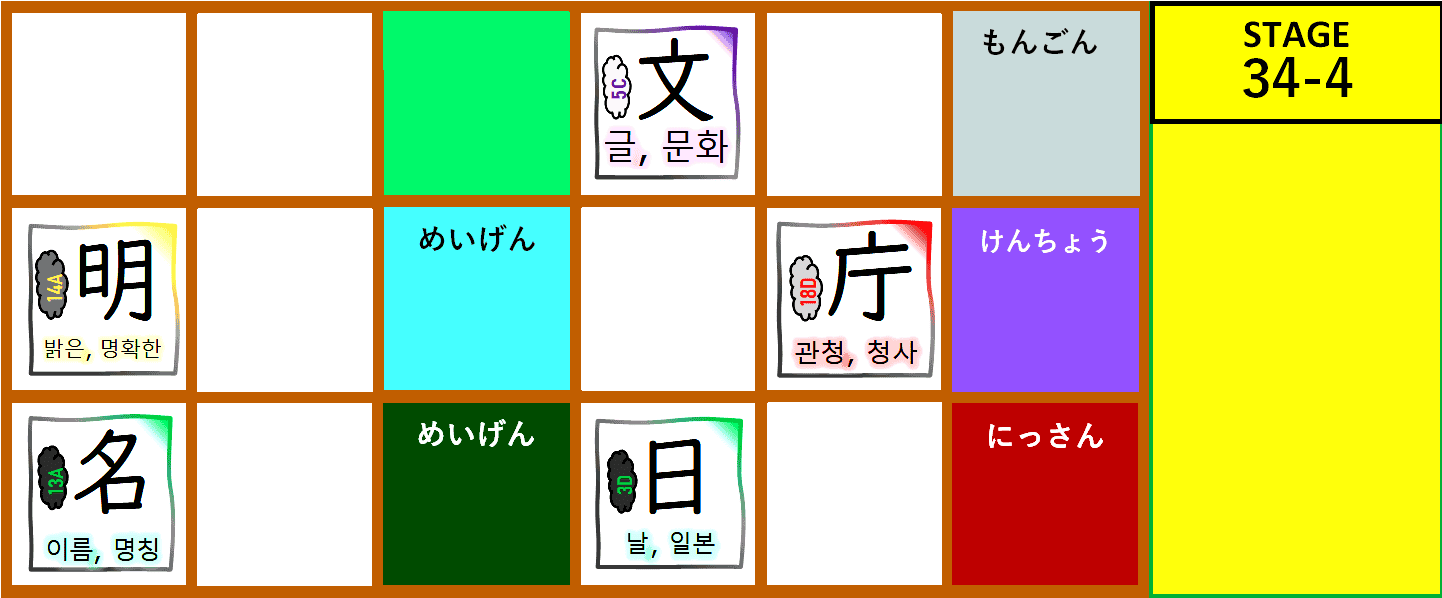 5C
文
글, 문화
もんごん
STAGE
34-4
14A
明
밝은, 명확한
めいげん
18D
庁
관청, 청사
けんちょう
13A
名
이름, 명칭
めいげん
3D
日
날, 일본
にっさん